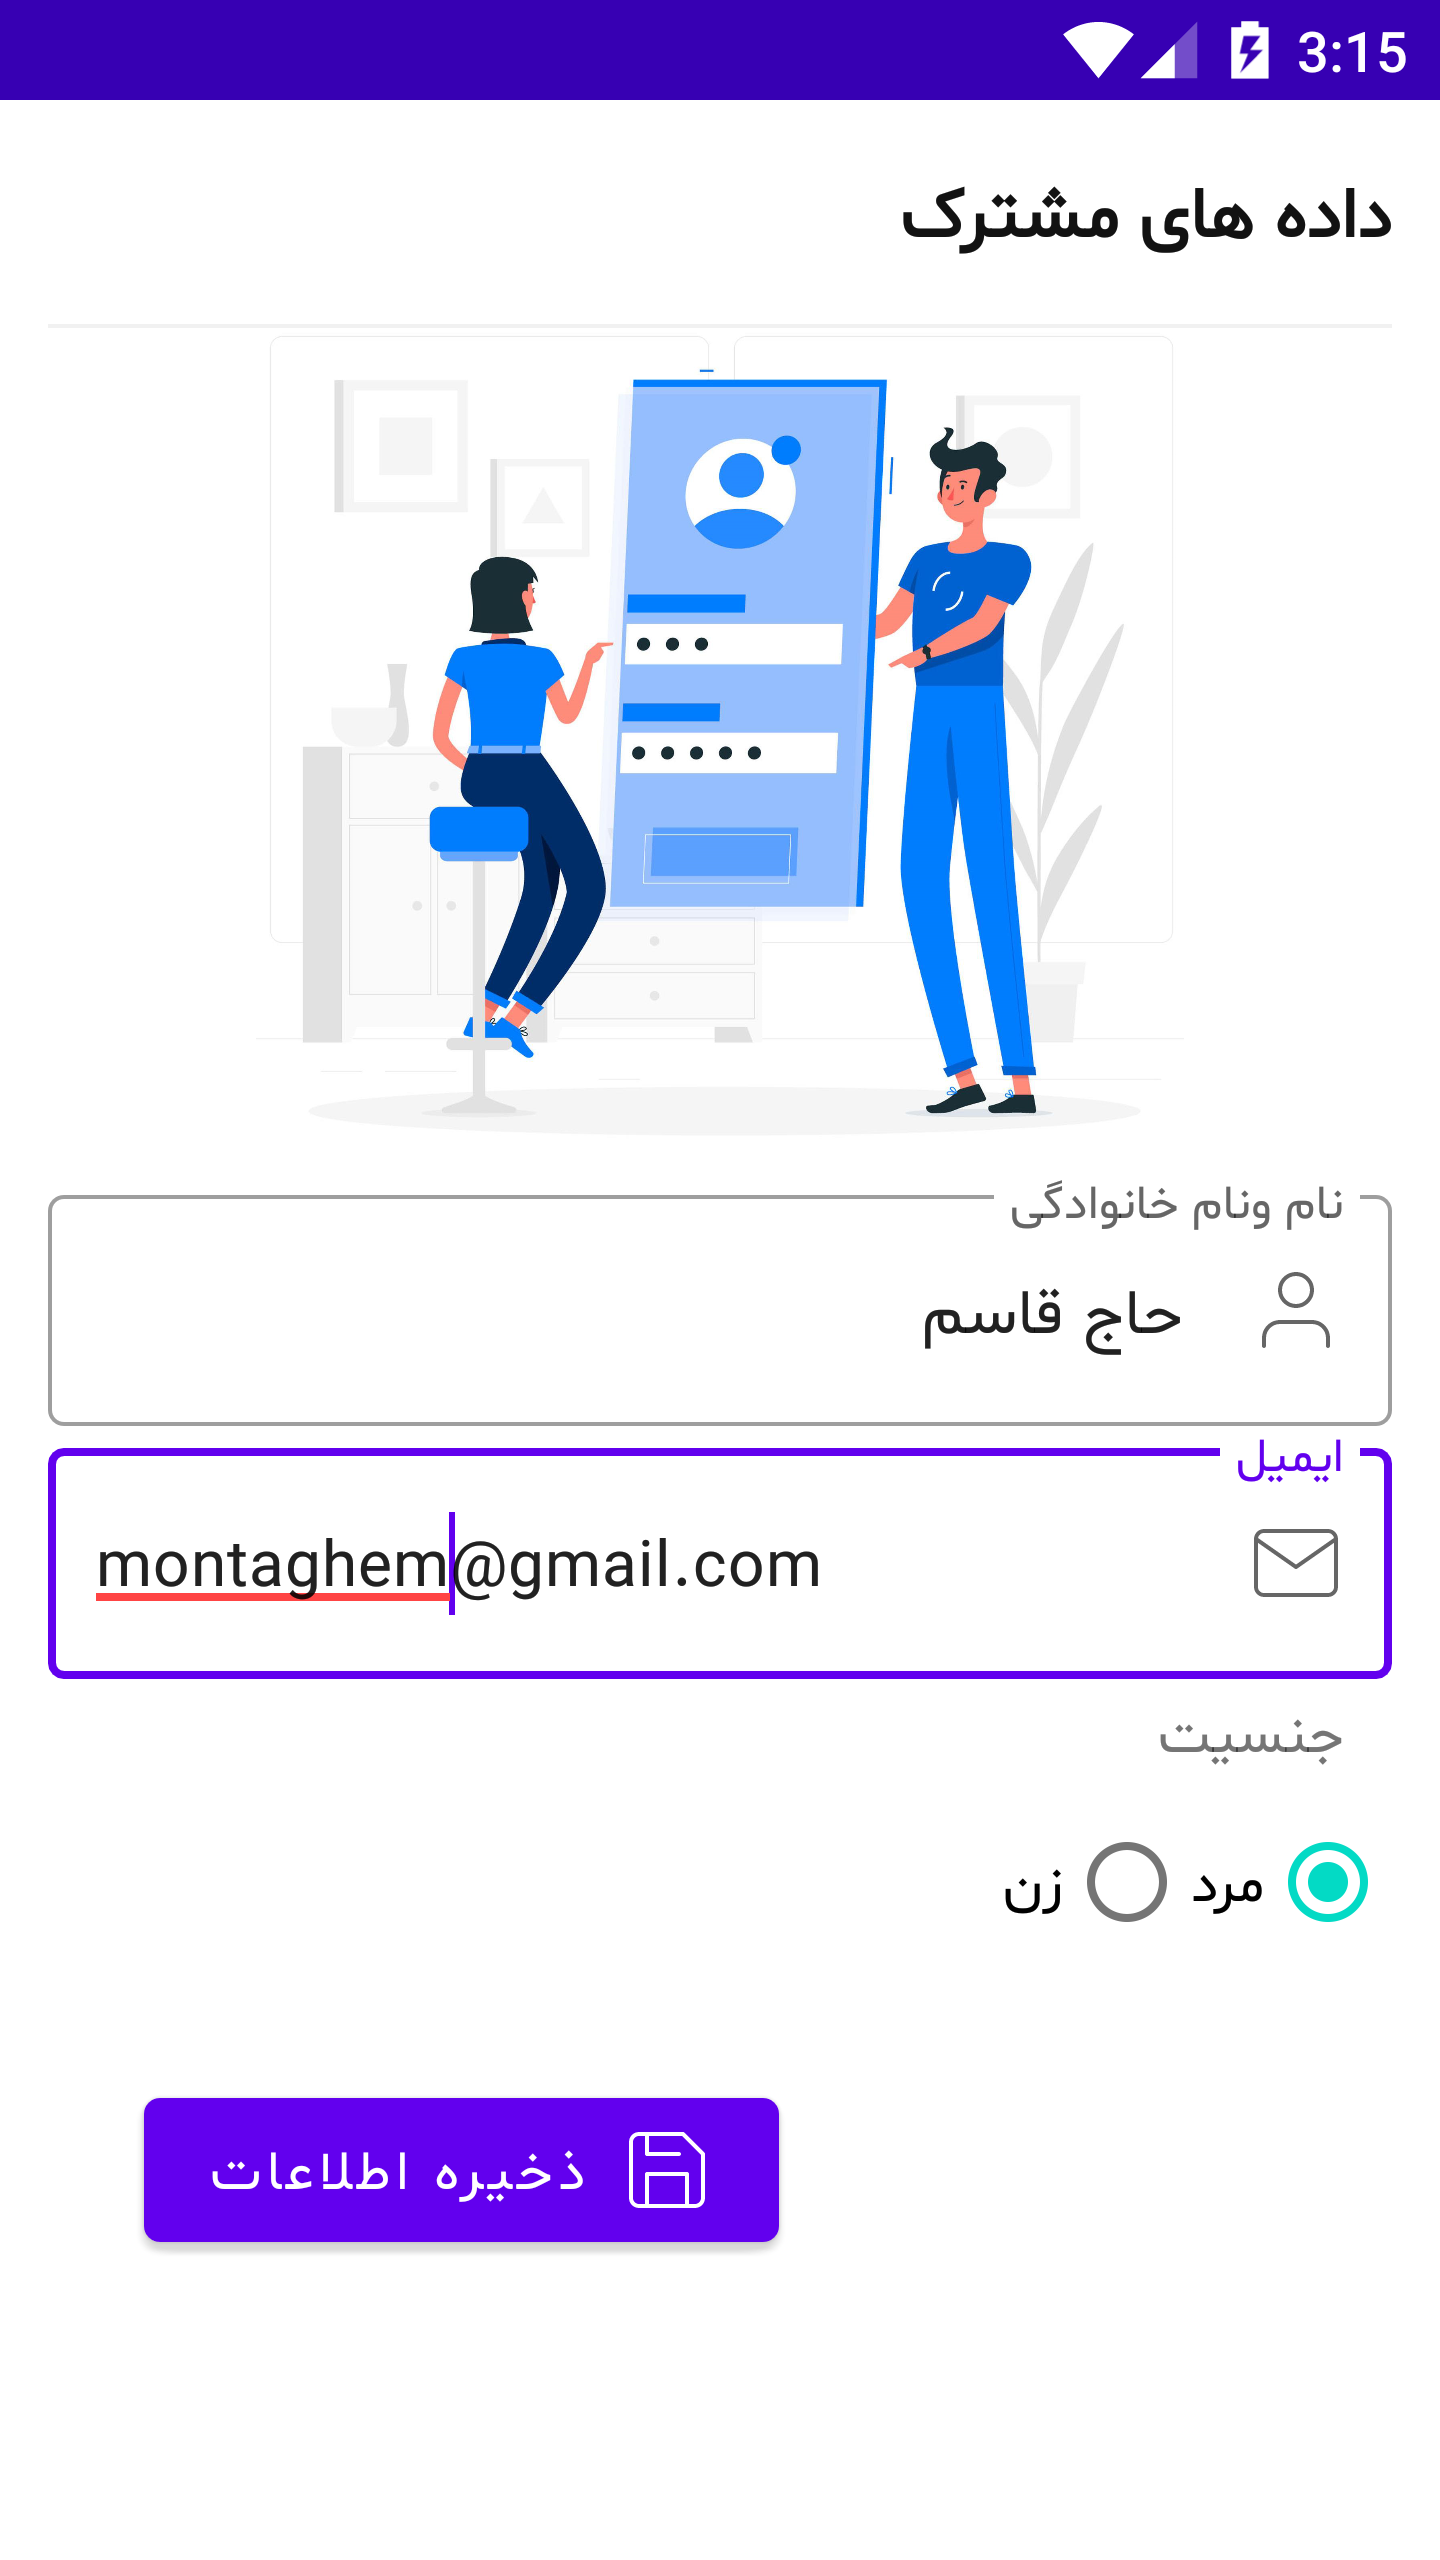 3:15
داده های مشترک
نام ونام خانوادگی
حاج قاسم
ایمیل
montaghem@gmail.com
جنسیت
مرد زن
ذخیره اطلاعات